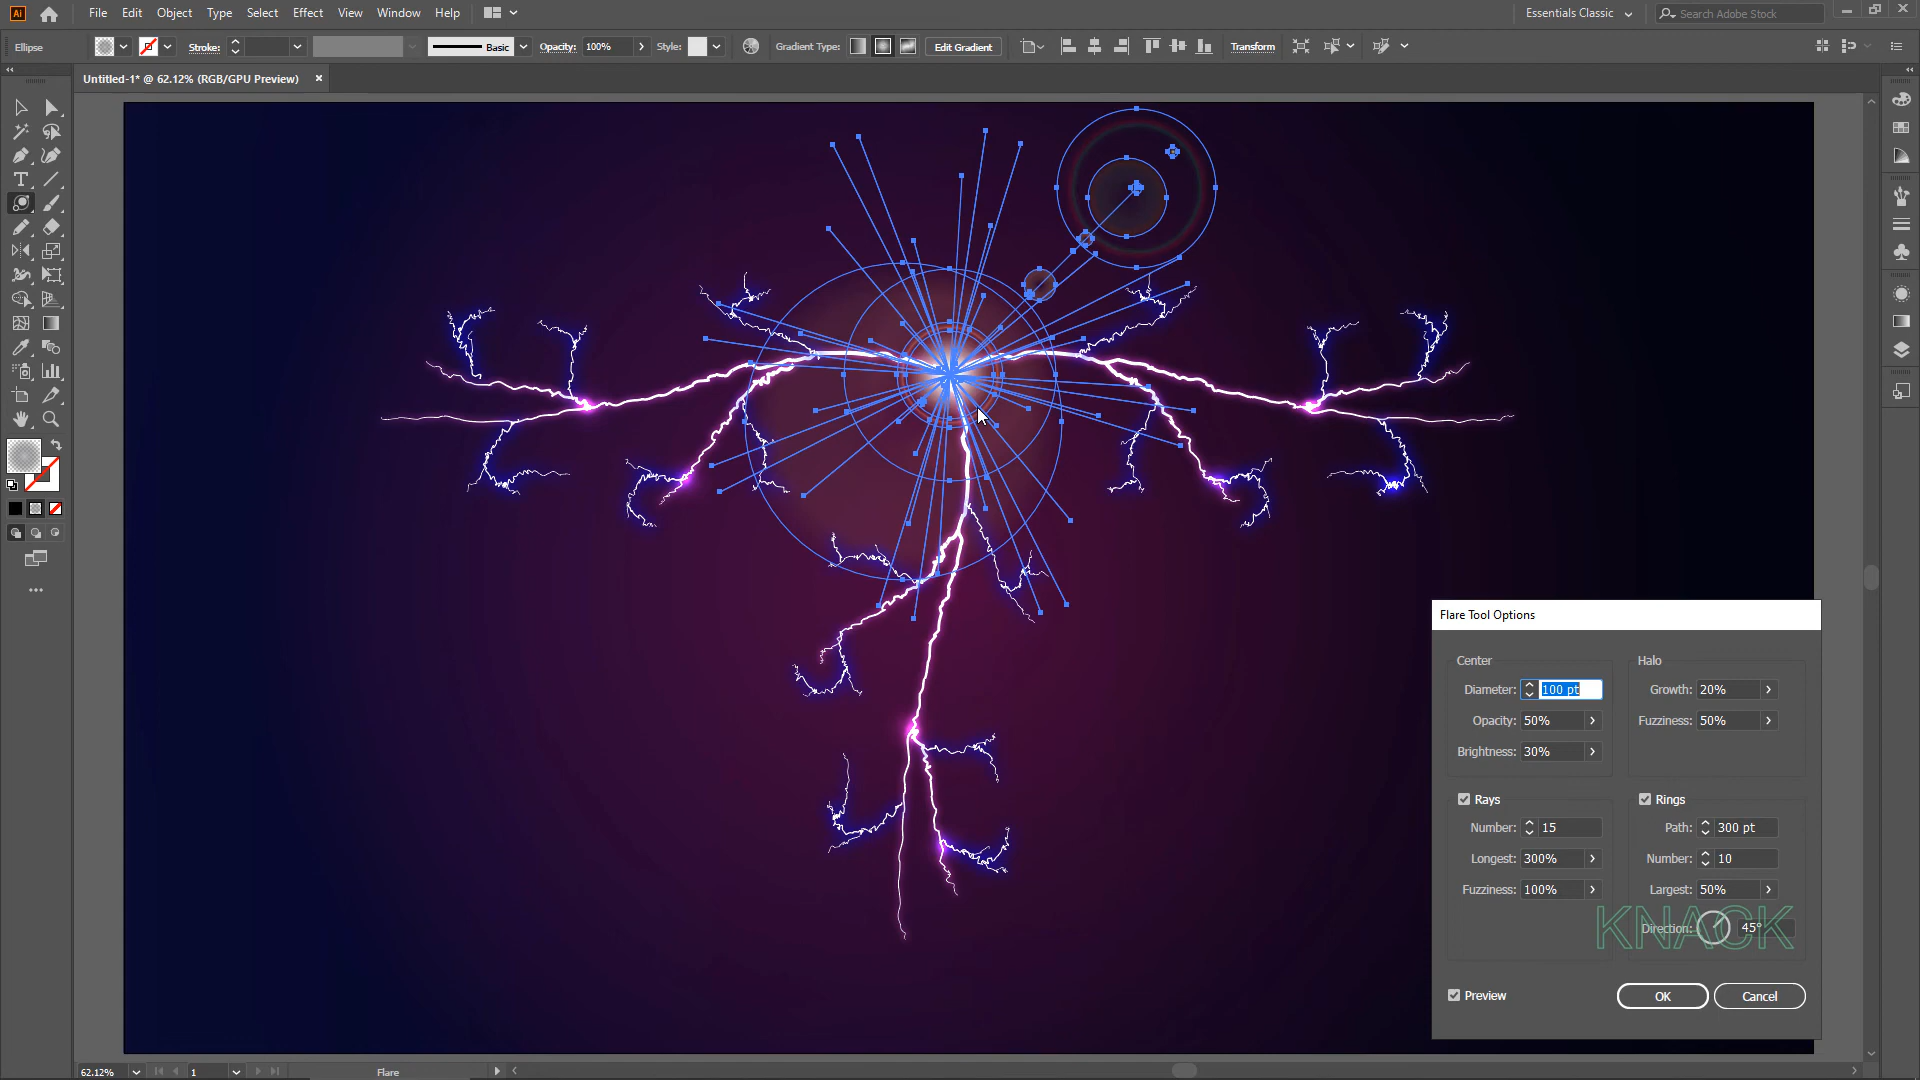 Ai File Edit Object Type Select Effect View Window Help Essentials Classic Search Adobe Stock
Ellipse Stroke: Basic Opacity: 100% Style: Gradient Type: Edit Gradient Transform
Untitled-1* @ 62.12% (RGB/GPU Preview) ×
Flare Tool Options
Center Halo
Diameter: 100 pt Growth: 20%
Opacity: 50% Fuzziness: 50%
Brightness: 30%
Rays Rings
Number: 15 Path: 300 pt
Longest: 300% Number: 10
Fuzziness: 100% Largest: 50%
Direction: 45°
KNACK
Preview OK Cancel
62.12% 1 Flare